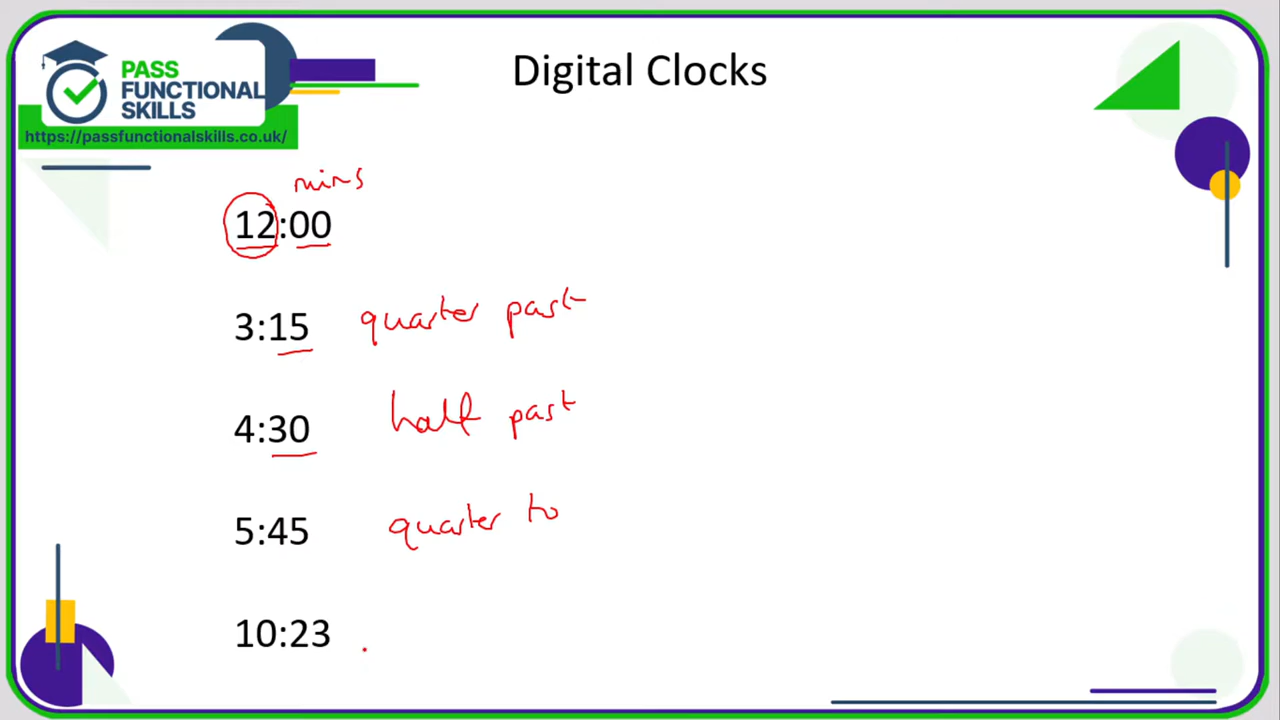 PASS
FUNCTIONAL
SKILLS
https://passfunctionalskills.co.uk/
Digital Clocks
mins
12:00
3:15 quarter past
4:30 half past
5:45 quarter to
10:23